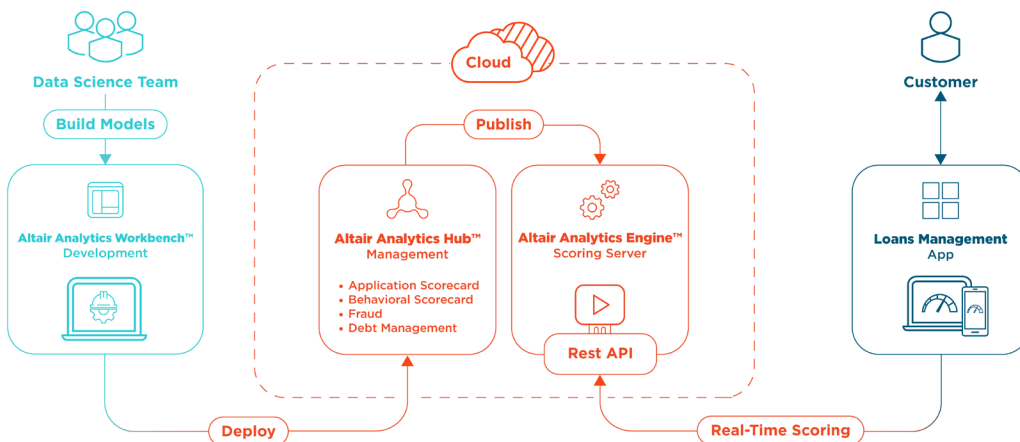 Cloud
Data Science Team
Customer
Build Models
Publish
Altair Analytics Workbench™
Development
Altair Analytics Hub™
Management
• Application Scorecard
• Behavioral Scorecard
• Fraud
• Debt Management
Altair Analytics Engine™
Scoring Server
Rest API
Loans Management
App
Deploy
Real-Time Scoring